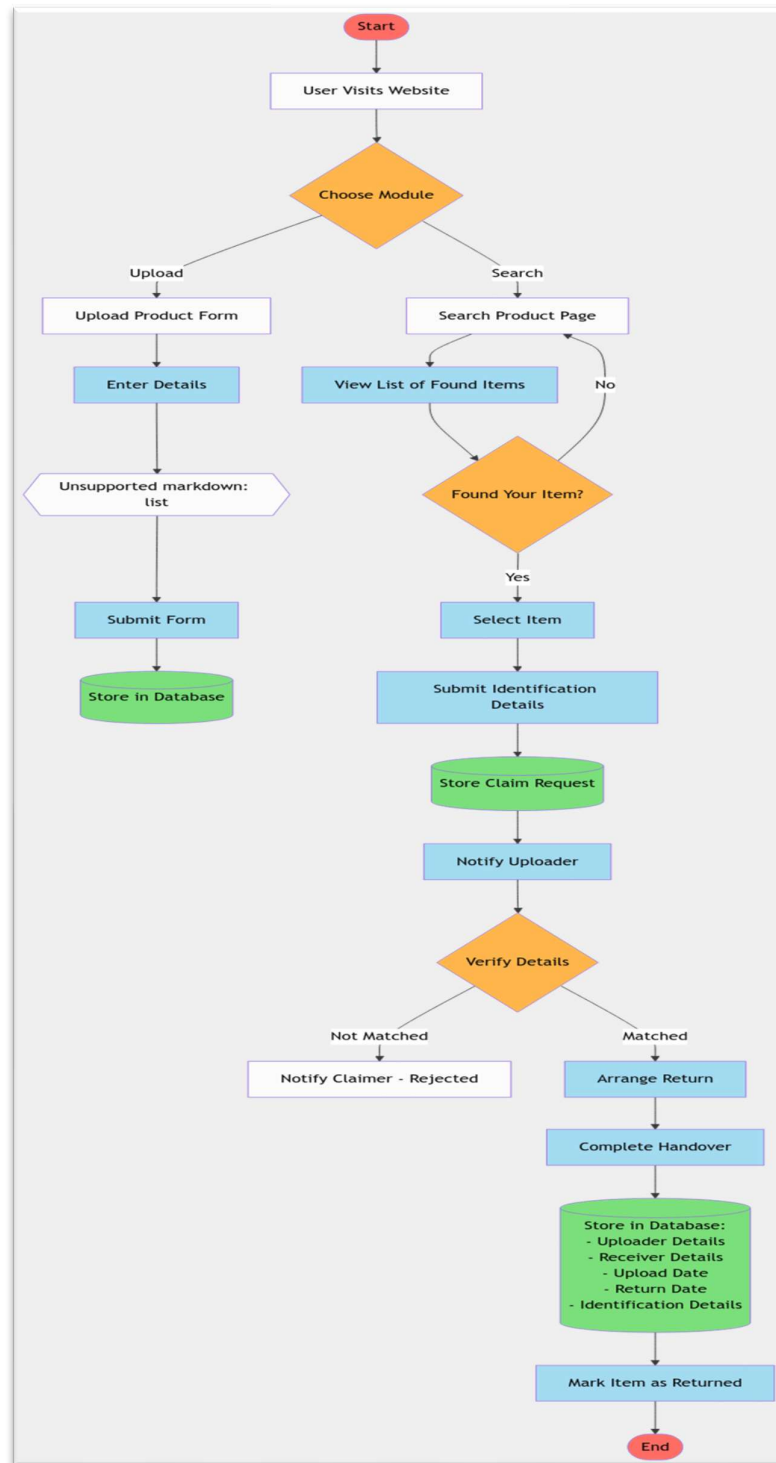 Start
User Visits Website
Choose Module
Upload
Search
Upload Product Form
Search Product Page
Enter Details
View List of Found Items
No
Unsupported markdown:
list
Found Your Item?
Yes
Submit Form
Select Item
Store in Database
Submit Identification
Details
Store Claim Request
Notify Uploader
Verify Details
Not Matched
Matched
Notify Claimer - Rejected
Arrange Return
Complete Handover
Store in Database:
- Uploader Details
- Receiver Details
- Upload Date
- Return Date
- Identification Details
Mark Item as Returned
End